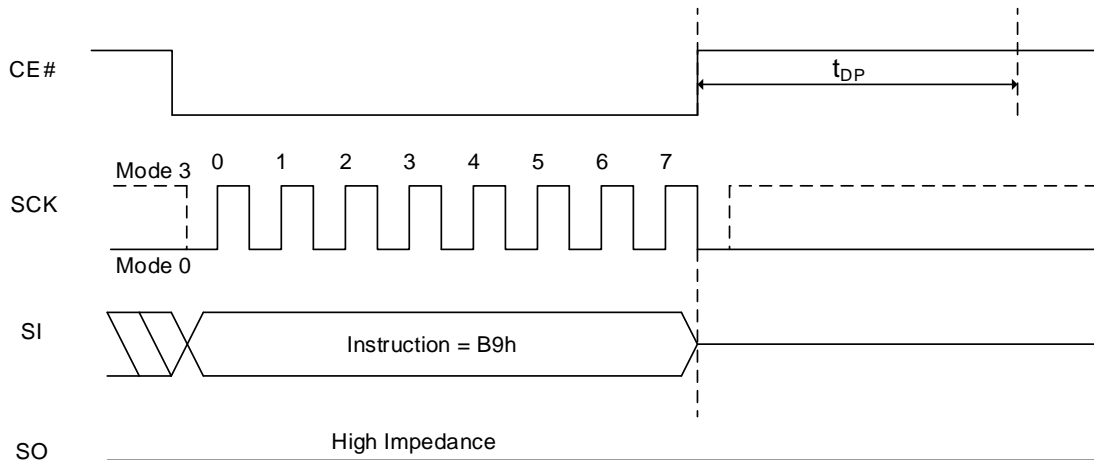 CE#
tDP
Mode 3
0 1 2 3 4 5 6 7
SCK
Mode 0
SI
Instruction = B9h
High Impedance
SO